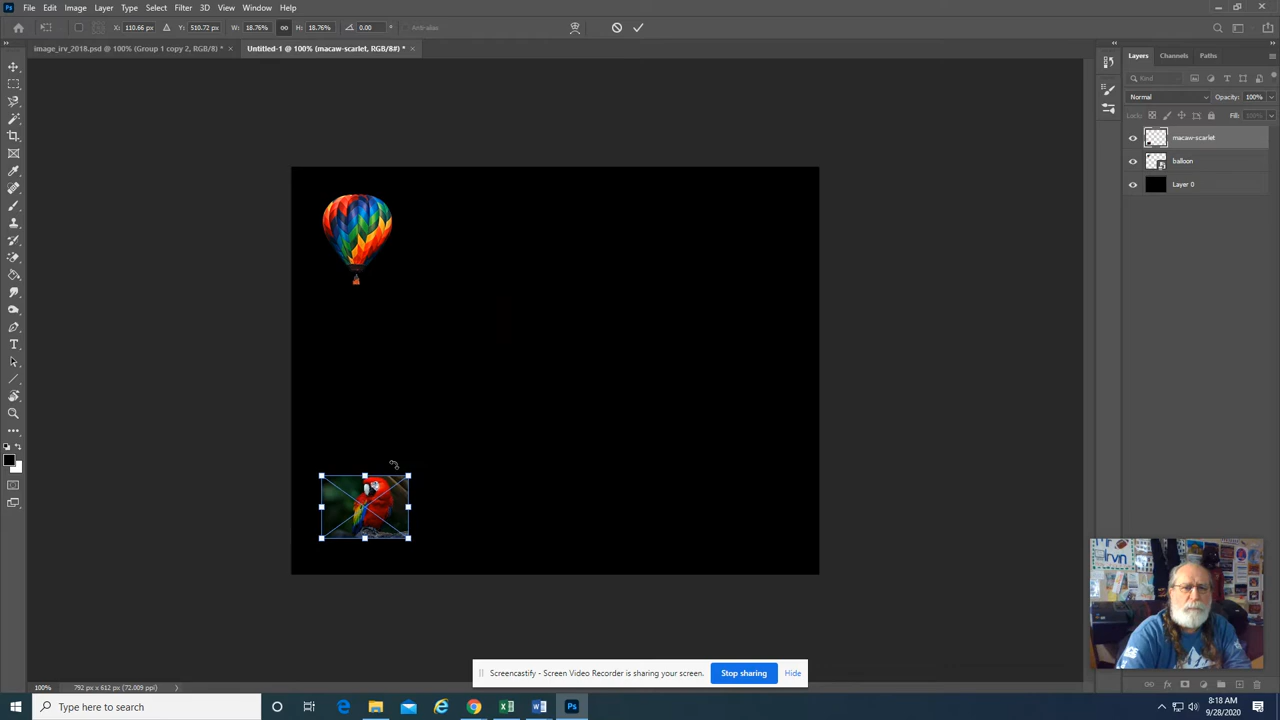 File Edit Image Layer Type Select Filter 3D View Window Help
X: 110.66 px Y: 510.72 px W: 18.76% H: 18.76% 0.00 ° Anti-alias
image_irv_2018.psd @ 100% (Group 1 copy 2, RGB/8) * ×
Untitled-1 @ 100% (macaw-scarlet, RGB/8#) * ×
Layers Channels Paths
Kind
Normal Opacity: 100%
Lock: Fill: 100%
macaw-scarlet
balloon
Layer 0
Screencastify - Screen Video Recorder is sharing your screen. Stop sharing Hide
100% 792 px x 612 px (72.009 ppi)
Type here to search
8:18 AM
9/28/2020